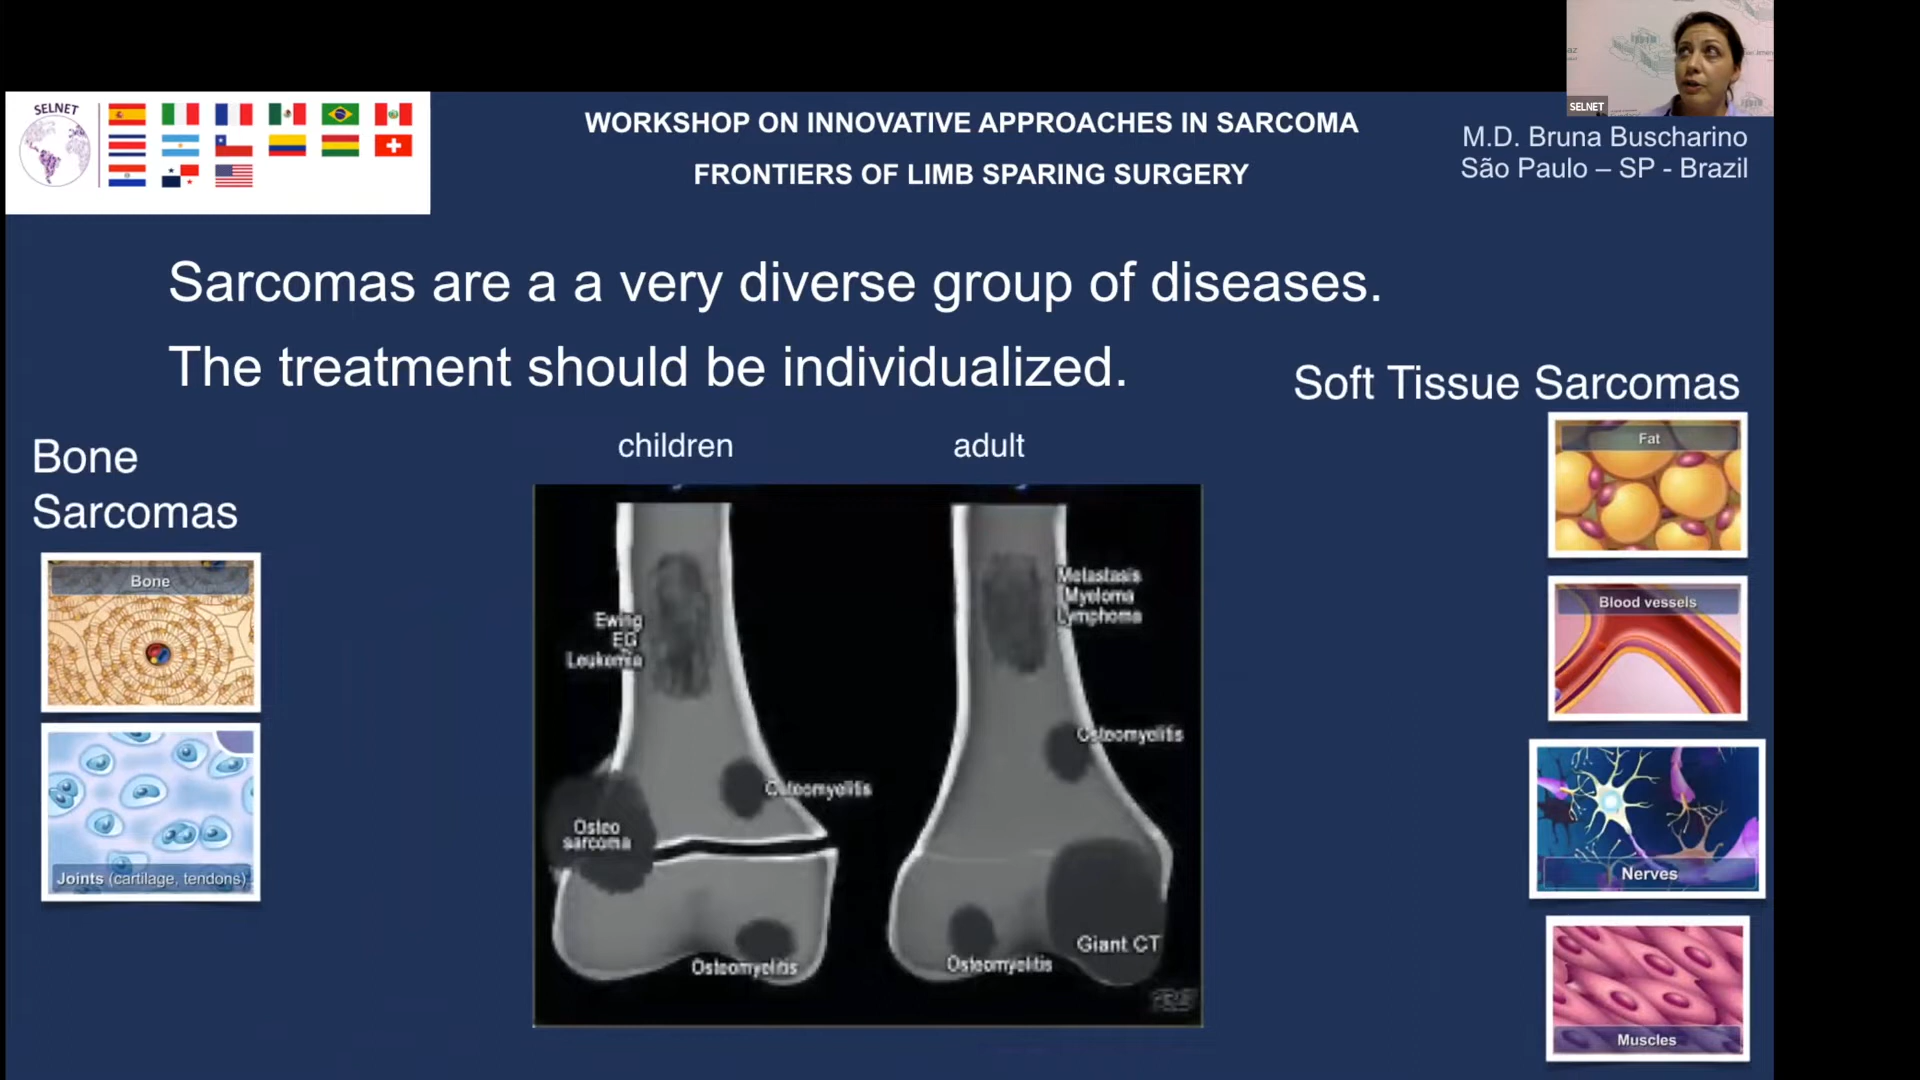 SELNET
WORKSHOP ON INNOVATIVE APPROACHES IN SARCOMA
FRONTIERS OF LIMB SPARING SURGERY
SELNET
M.D. Bruna Buscharino
São Paulo – SP - Brazil
Sarcomas are a a very diverse group of diseases.
The treatment should be individualized.
Bone
Sarcomas
Bone
Joints (cartilage, tendons)
children
adult
Ewing
EG
Leukemia
Osteo
sarcoma
Osteomyelitis
Osteomyelitis
Metastasis
Myeloma
Lymphoma
Osteomyelitis
Osteomyelitis
Giant CT
Soft Tissue Sarcomas
Fat
Blood vessels
Nerves
Muscles